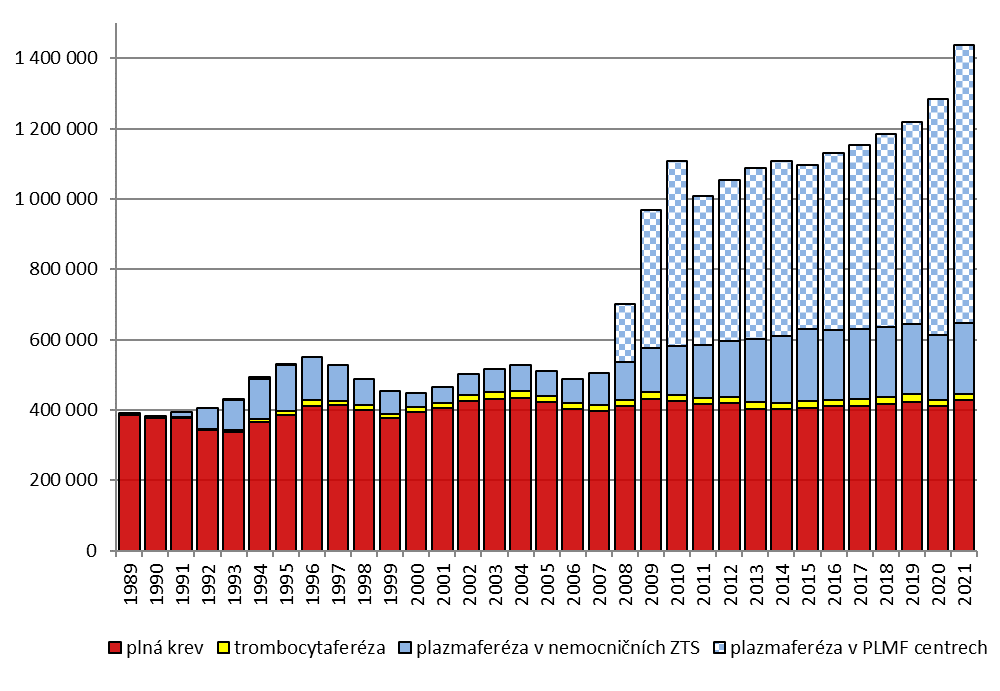 1 400 000
1 200 000
1 000 000
800 000
600 000
400 000
200 000
0
1989 1990 1991 1992 1993 1994 1995 1996 1997 1998 1999 2000 2001 2002 2003 2004 2005 2006 2007 2008 2009 2010 2011 2012 2013 2014 2015 2016 2017 2018 2019 2020 2021
plná krev trombocytaferéza plazmaferéza v nemocničních ZTS plazmaferéza v PLMF centrech